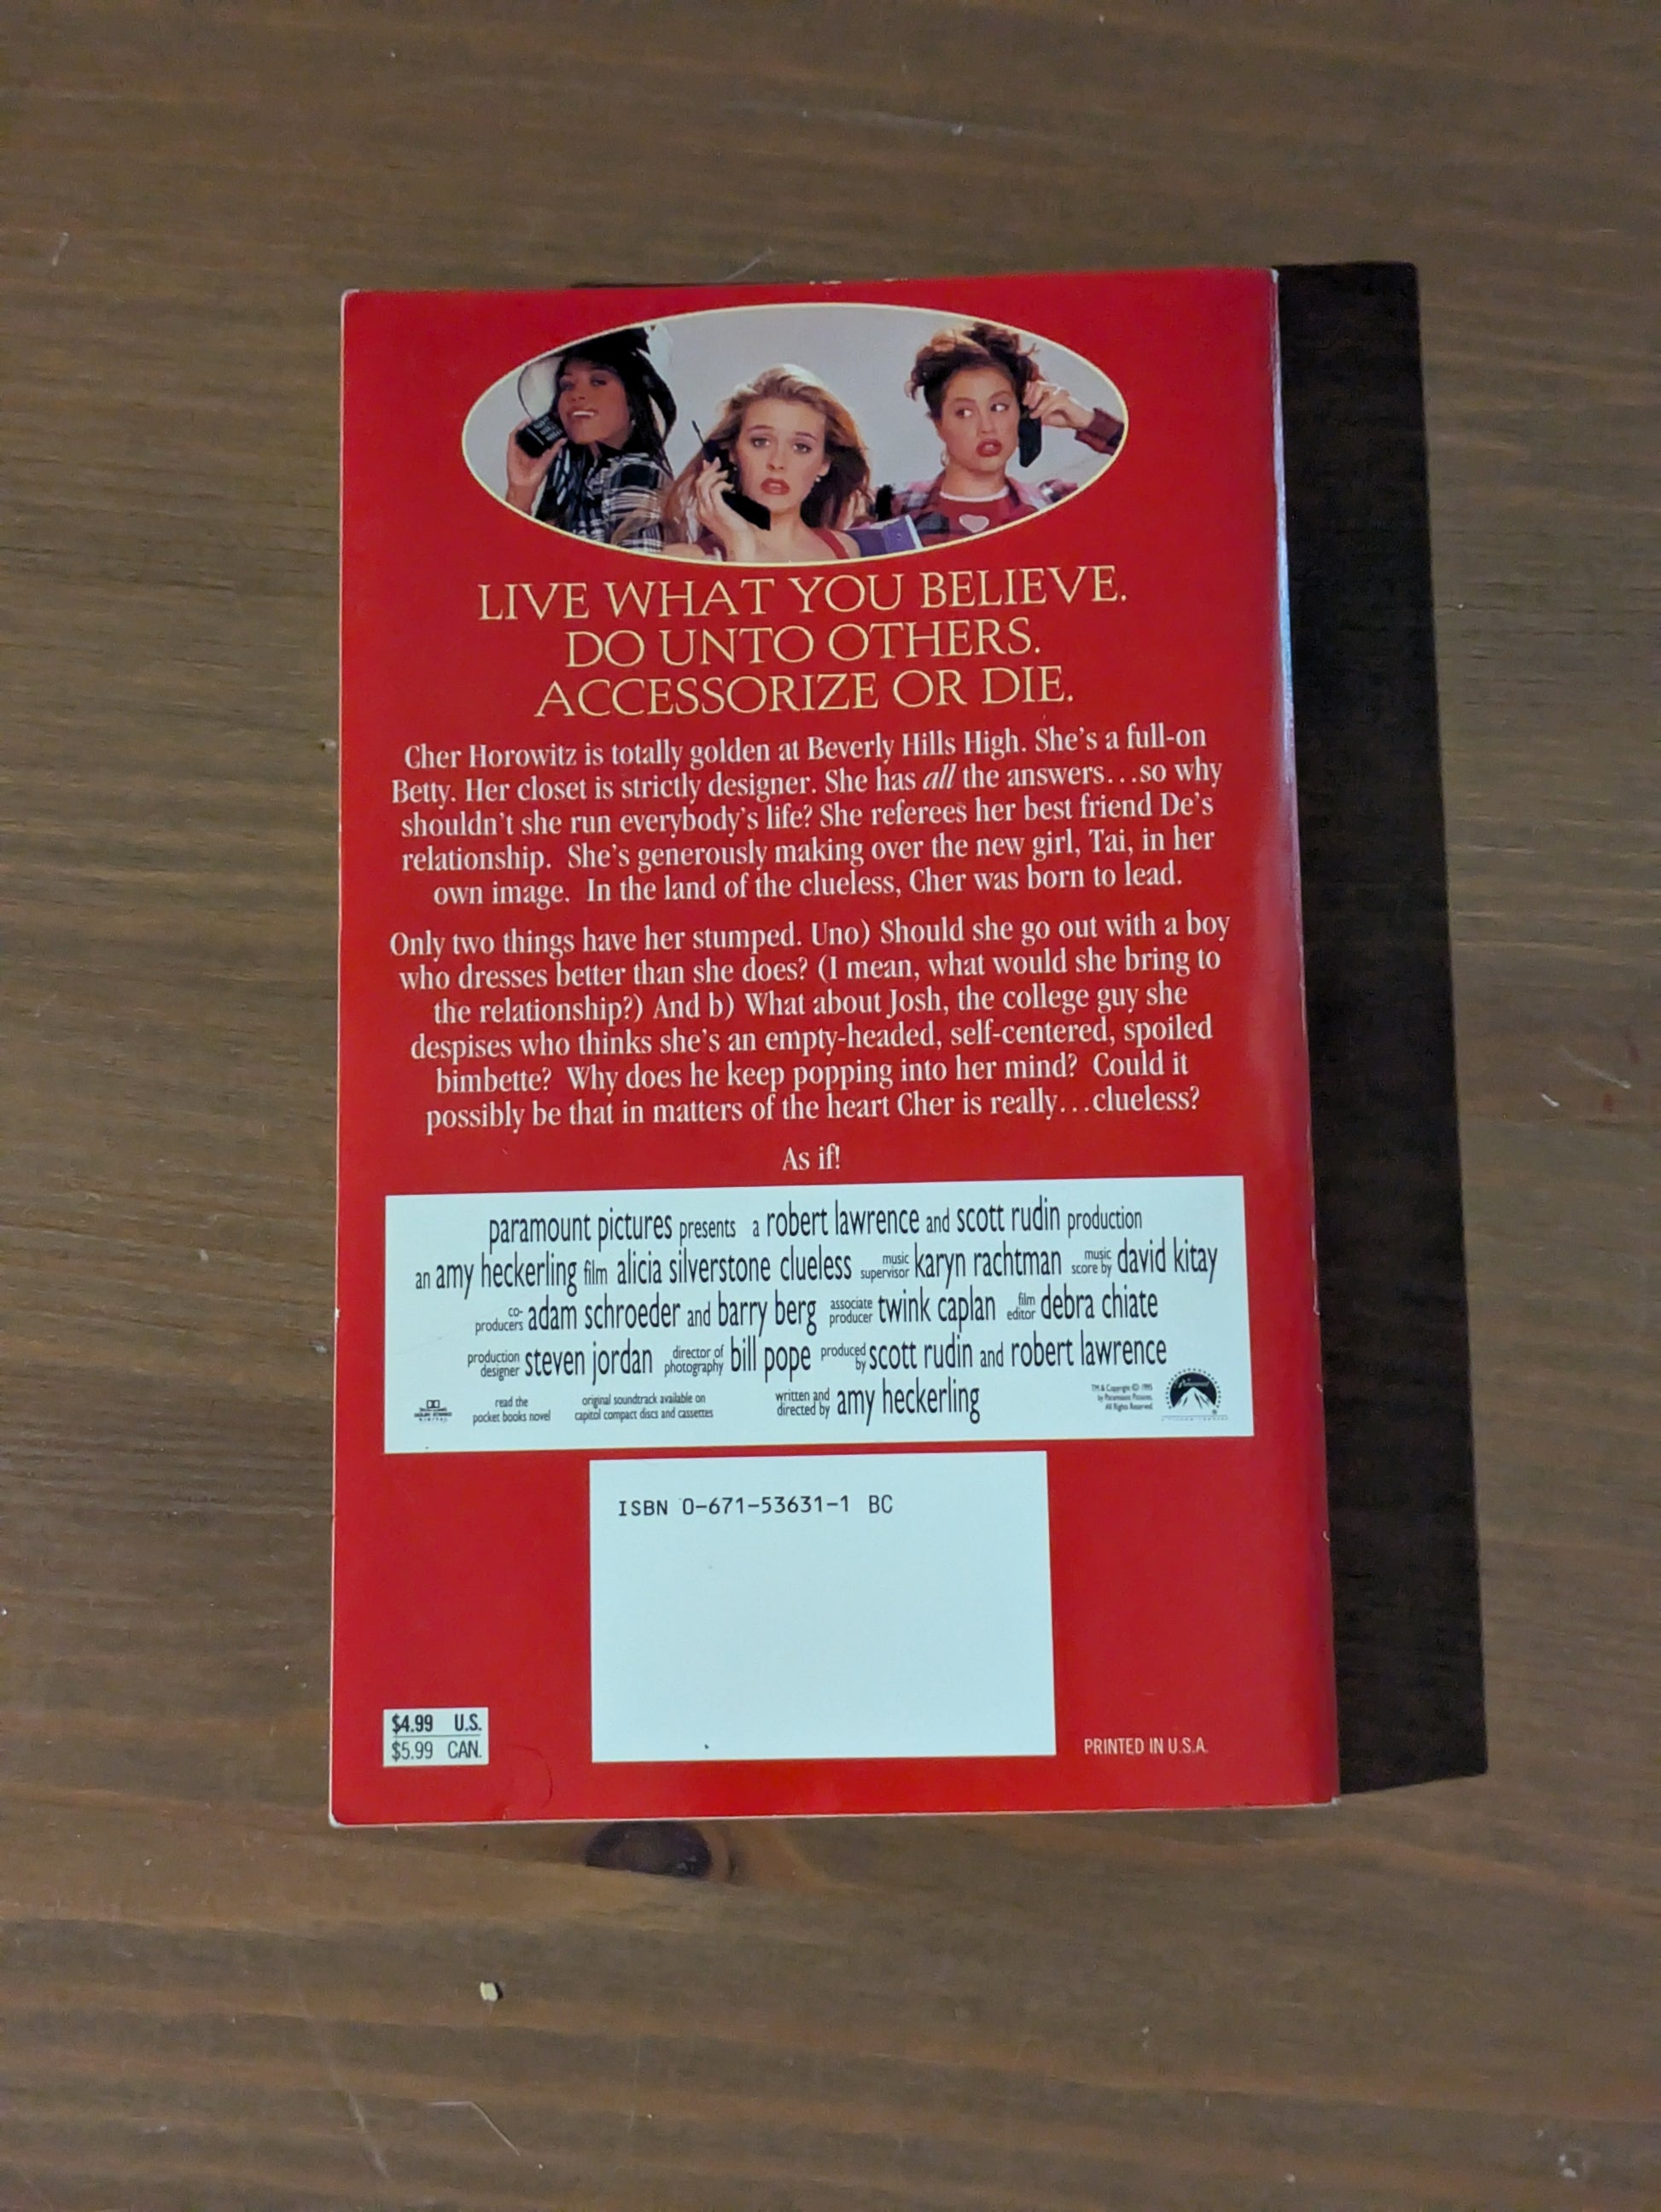 LIVE WHAT YOU BELIEVE.
DO UNTO OTHERS.
ACCESSORIZE OR DIE.
Cher Horowitz is totally golden at Beverly Hills High. She's a full-on
Betty. Her closet is strictly designer. She has all the answers...so why
shouldn't she run everybody's life? She referees her best friend De's
relationship. She's generously making over the new girl, Tai, in her
own image. In the land of the clueless, Cher was born to lead.
Only two things have her stumped. Uno) Should she go out with a boy
who dresses better than she does? (I mean, what would she bring to
the relationship?) And b) What about Josh, the college guy she
despises who thinks she's an empty-headed, self-centered, spoiled
bimbette? Why does he keep popping into her mind? Could it
possibly be that in matters of the heart Cher is really...clueless?
As if!
paramount pictures presents a robert lawrence and scott rudin production
an amy heckerling film alicia silverstone clueless music supervisor karyn rachtman music score by david kitay
co-producers adam schroeder and barry berg associate producer twink caplan film editor debra chiate
production designer steven jordan director of photography bill pope produced by scott rudin and robert lawrence
read the pocket books novel original soundtrack available on capitol compact discs and cassettes written and directed by amy heckerling
TM & Copyright © 1995
by Paramount Pictures.
All Rights Reserved.
Paramount
ISBN 0-671-53631-1 BC
$4.99 U.S.
$5.99 CAN.
PRINTED IN U.S.A.